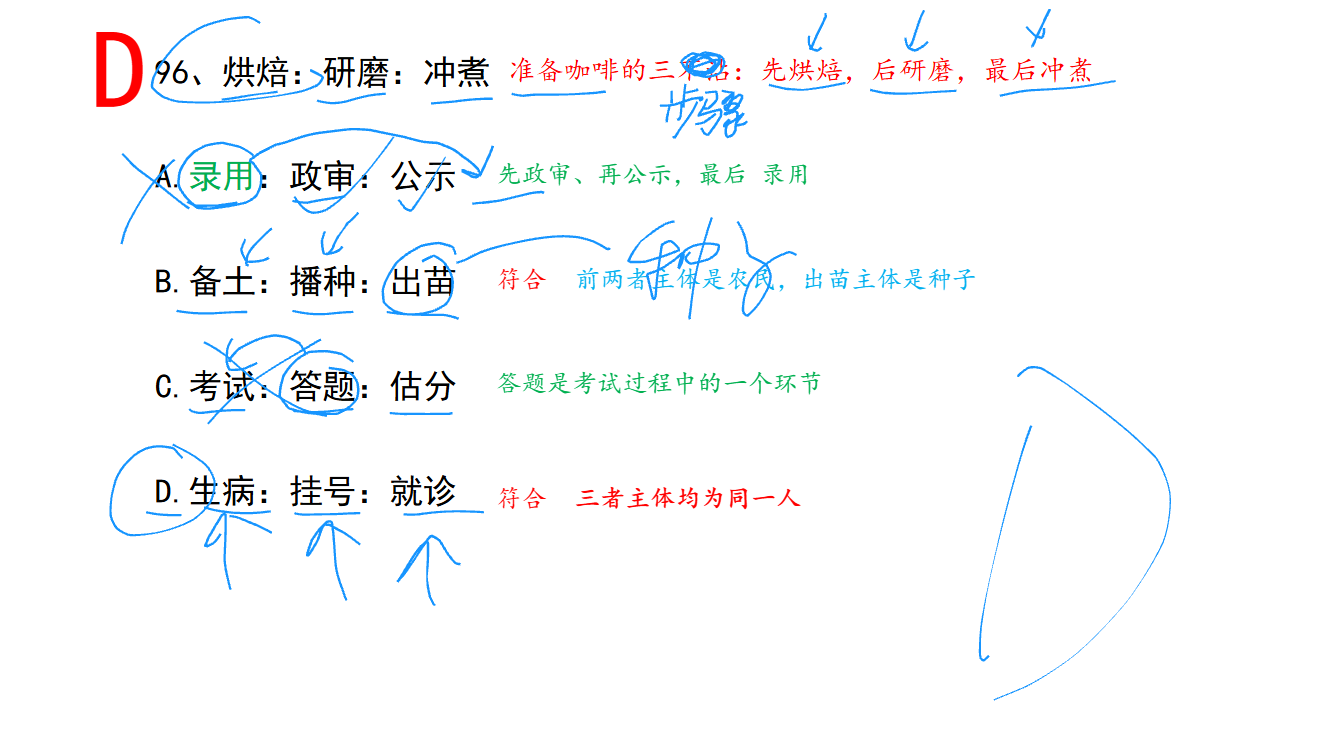 D
96、烘焙：研磨：冲煮 准备咖啡的三 : 先烘焙，后研磨，最后冲煮
步骤
A. 录用：政审：公示 先政审、再公示，最后 录用
种子
B. 备土：播种：出苗 符合 前两者主体是农民，出苗主体是种子
C. 考试：答题：估分 答题是考试过程中的一个环节
D. 生病：挂号：就诊 符合 三者主体均为同一人
D